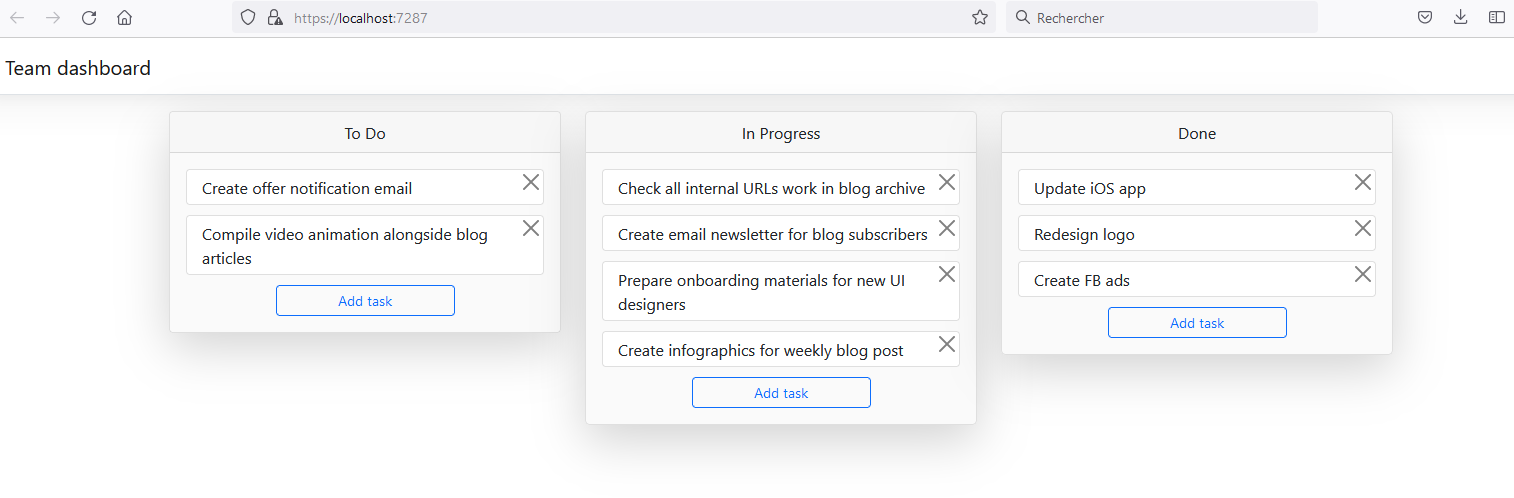 https://localhost:7287
Rechercher
Team dashboard
To Do
Create offer notification email
Compile video animation alongside blog
articles
Add task
In Progress
Check all internal URLs work in blog archive
Create email newsletter for blog subscribers
Prepare onboarding materials for new UI
designers
Create infographics for weekly blog post
Add task
Done
Update iOS app
Redesign logo
Create FB ads
Add task